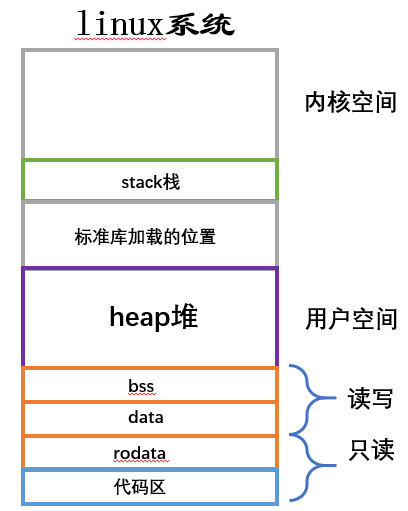 linux系统
内核空间
stack栈
标准库加载的位置
heap堆
用户空间
bss
读写
data
rodata
只读
代码区